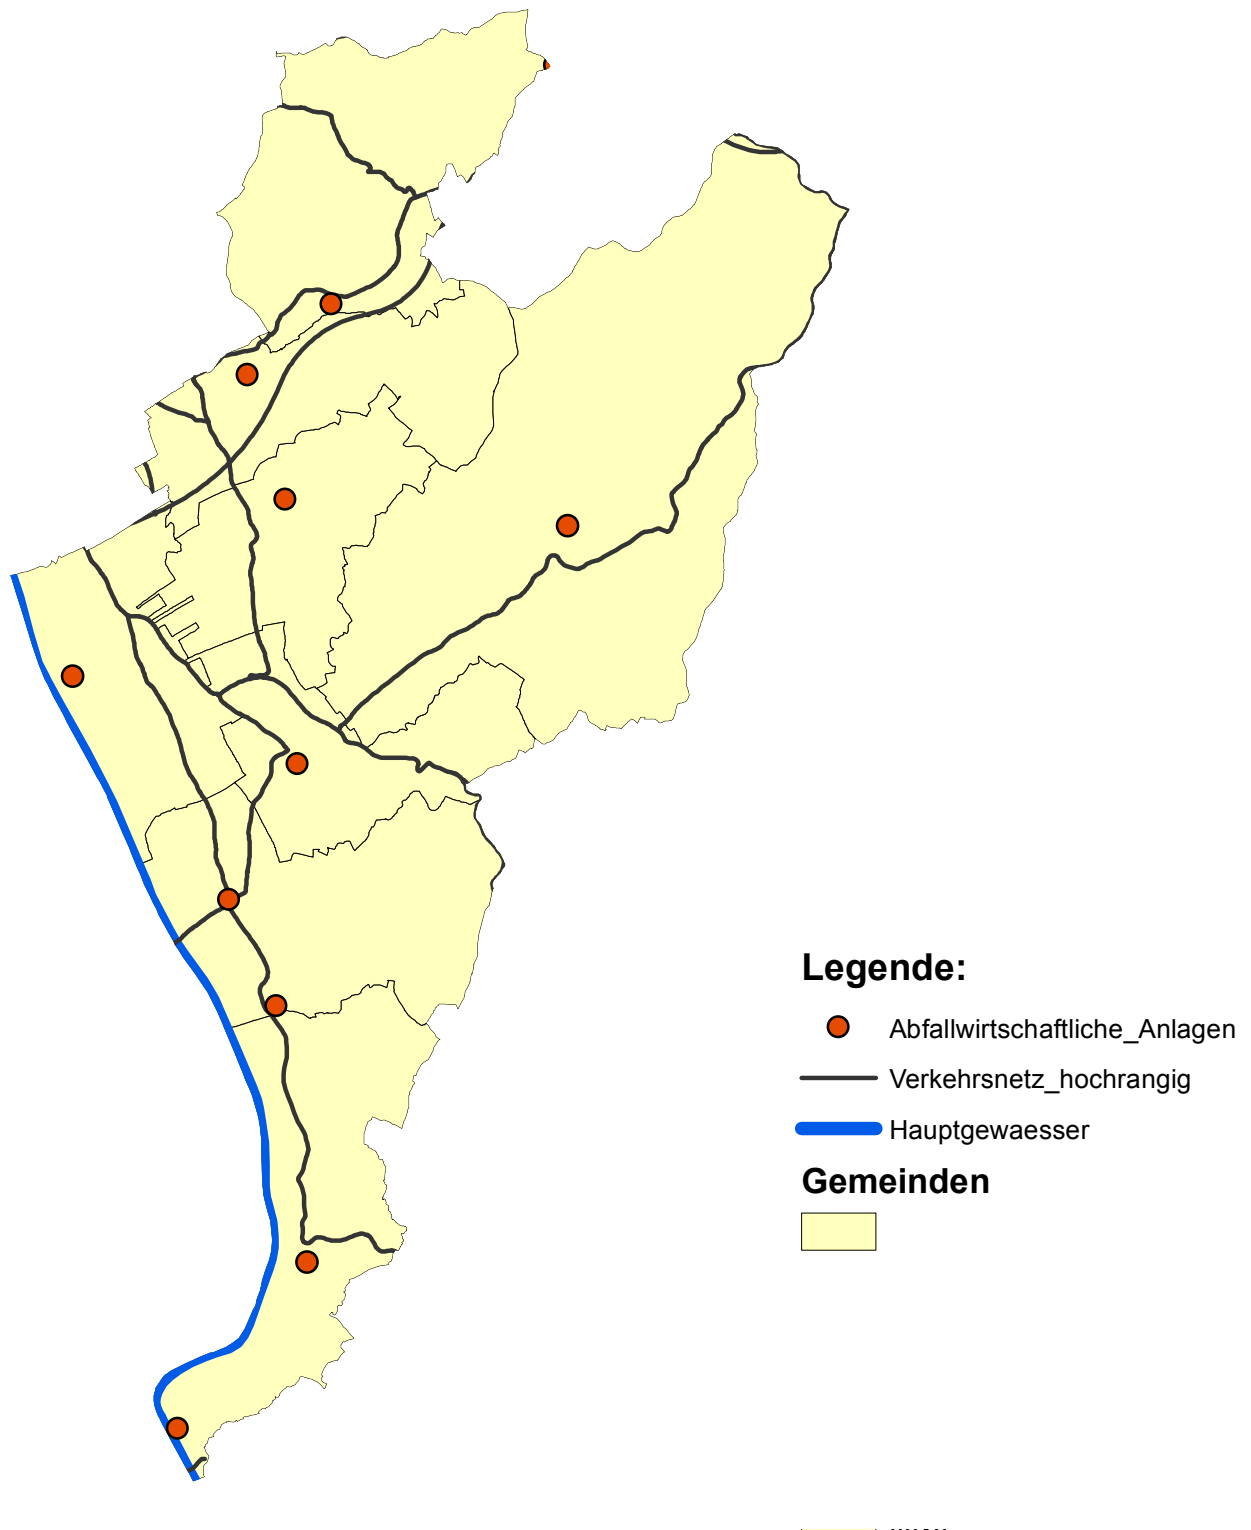 Legende:
Abfallwirtschaftliche_Anlagen
Verkehrsnetz_hochrangig
Hauptgewaesser
Gemeinden